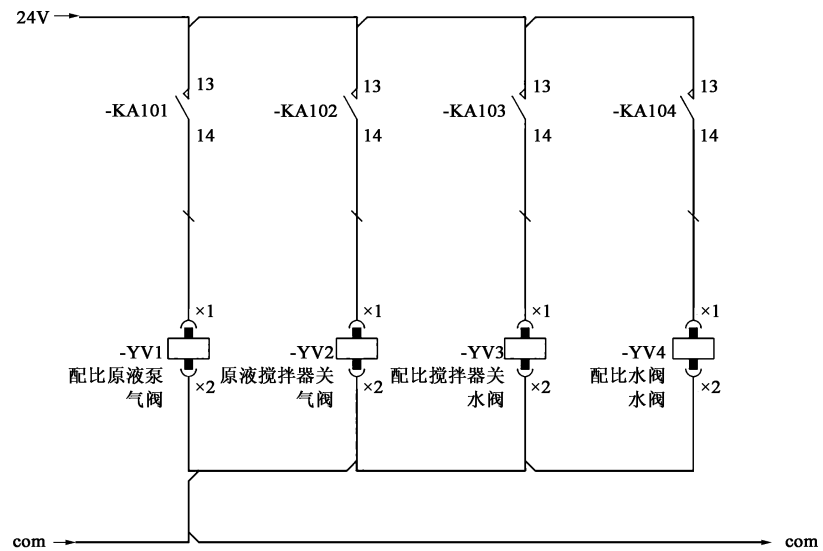 24V
13 13 13 13
-KA101 -KA102 -KA103 -KA104
14 14 14 14
×1 ×1 ×1 ×1
-YV1 -YV2 -YV3 -YV4
配比原液泵 原液搅拌器关 配比搅拌器关 配比水阀
×2 ×2 ×2 ×2
气阀 气阀 水阀 水阀
com com